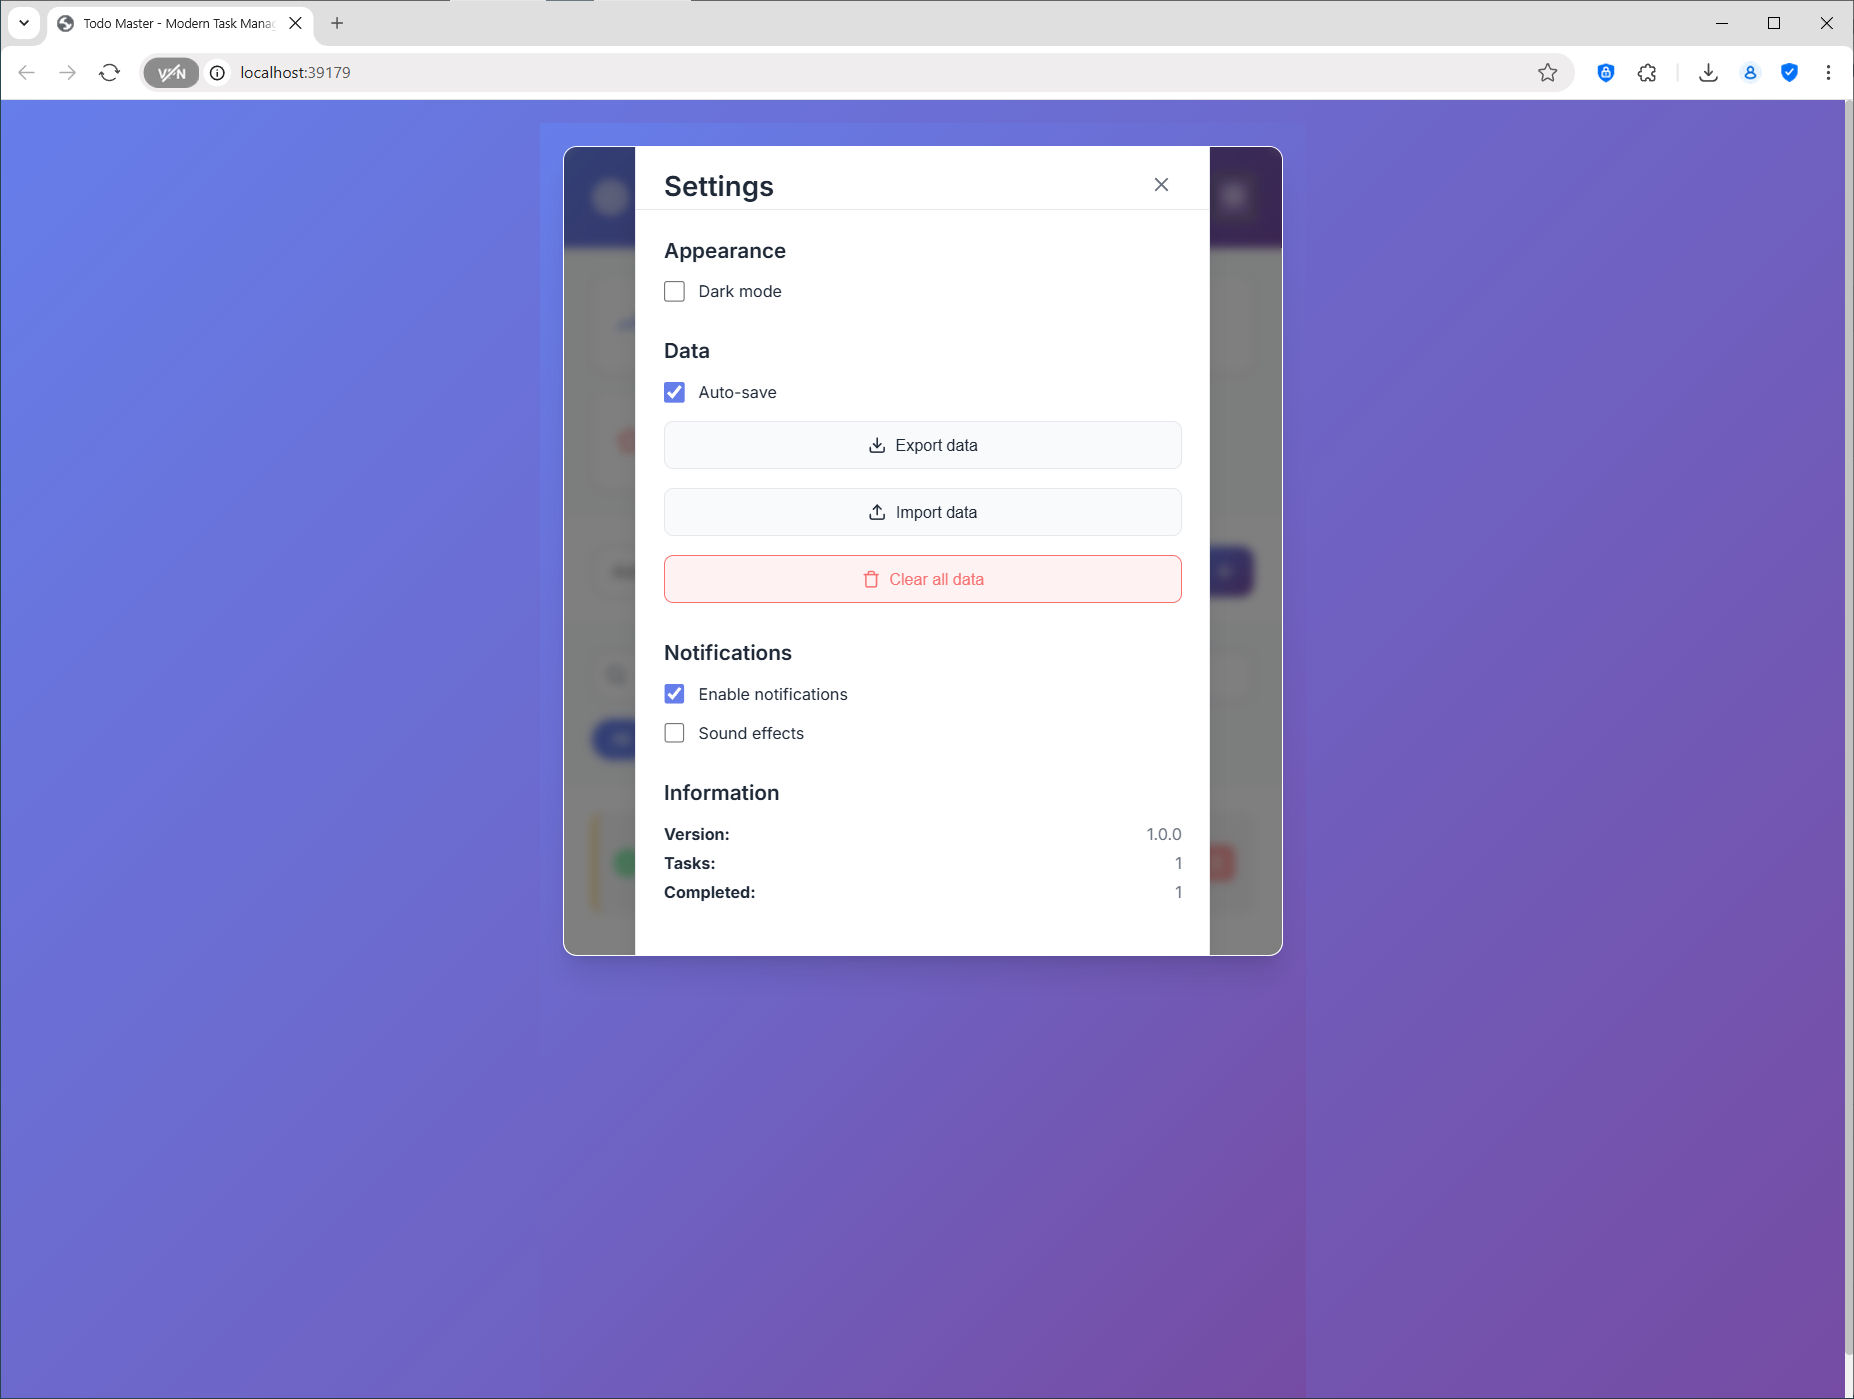 Todo Master - Modern Task Mana
VPN
localhost:39179
Settings
Appearance
Dark mode
Data
Auto-save
Export data
Import data
Clear all data
Notifications
Enable notifications
Sound effects
Information
Version: 1.0.0
Tasks: 1
Completed: 1